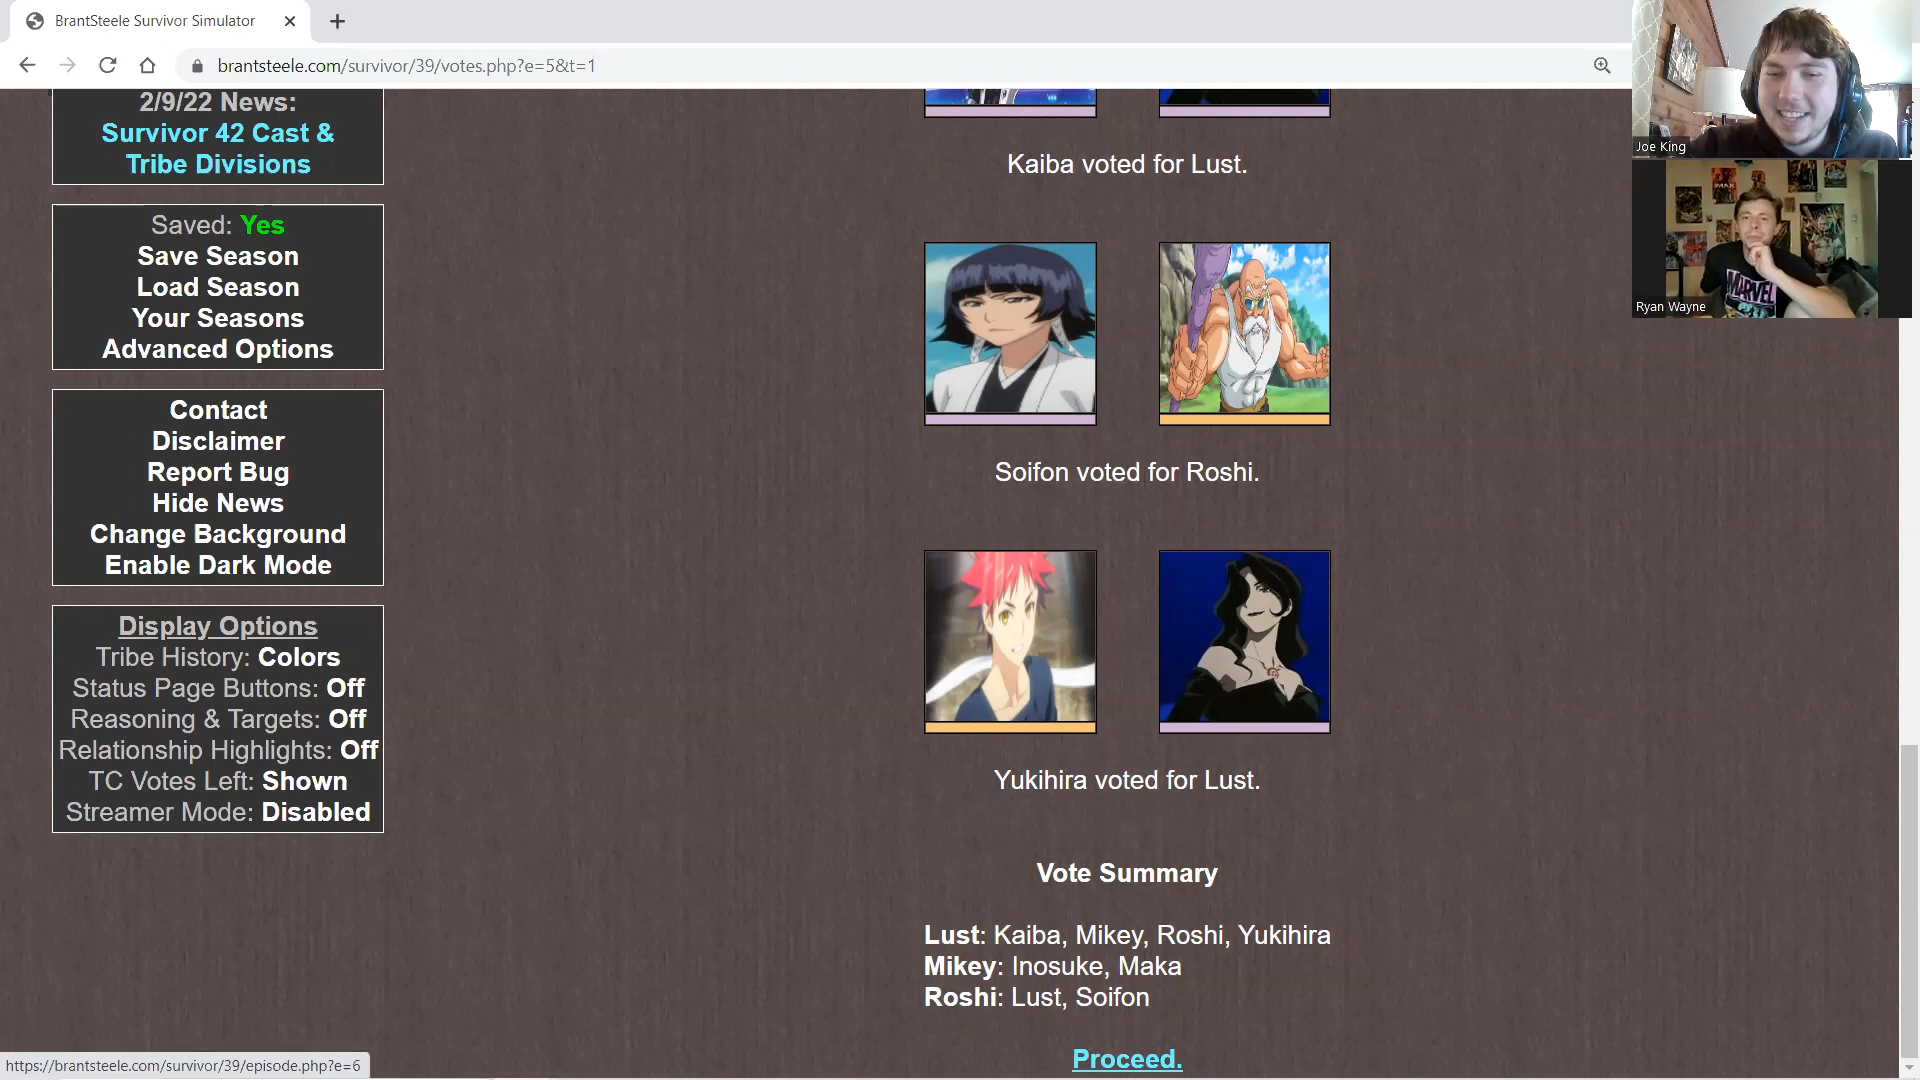 BrantSteele Survivor Simulator
brantsteele.com/survivor/39/votes.php?e=5&t=1
2/9/22 News:
Survivor 42 Cast &
Tribe Divisions
Saved: Yes
Save Season
Load Season
Your Seasons
Advanced Options
Contact
Disclaimer
Report Bug
Hide News
Change Background
Enable Dark Mode
Display Options
Tribe History: Colors
Status Page Buttons: Off
Reasoning & Targets: Off
Relationship Highlights: Off
TC Votes Left: Shown
Streamer Mode: Disabled
Kaiba voted for Lust.
Soifon voted for Roshi.
Yukihira voted for Lust.
Vote Summary
Lust: Kaiba, Mikey, Roshi, Yukihira
Mikey: Inosuke, Maka
Roshi: Lust, Soifon
Proceed.
Joe King
MARVEL
Ryan Wayne
https://brantsteele.com/survivor/39/episode.php?e=6